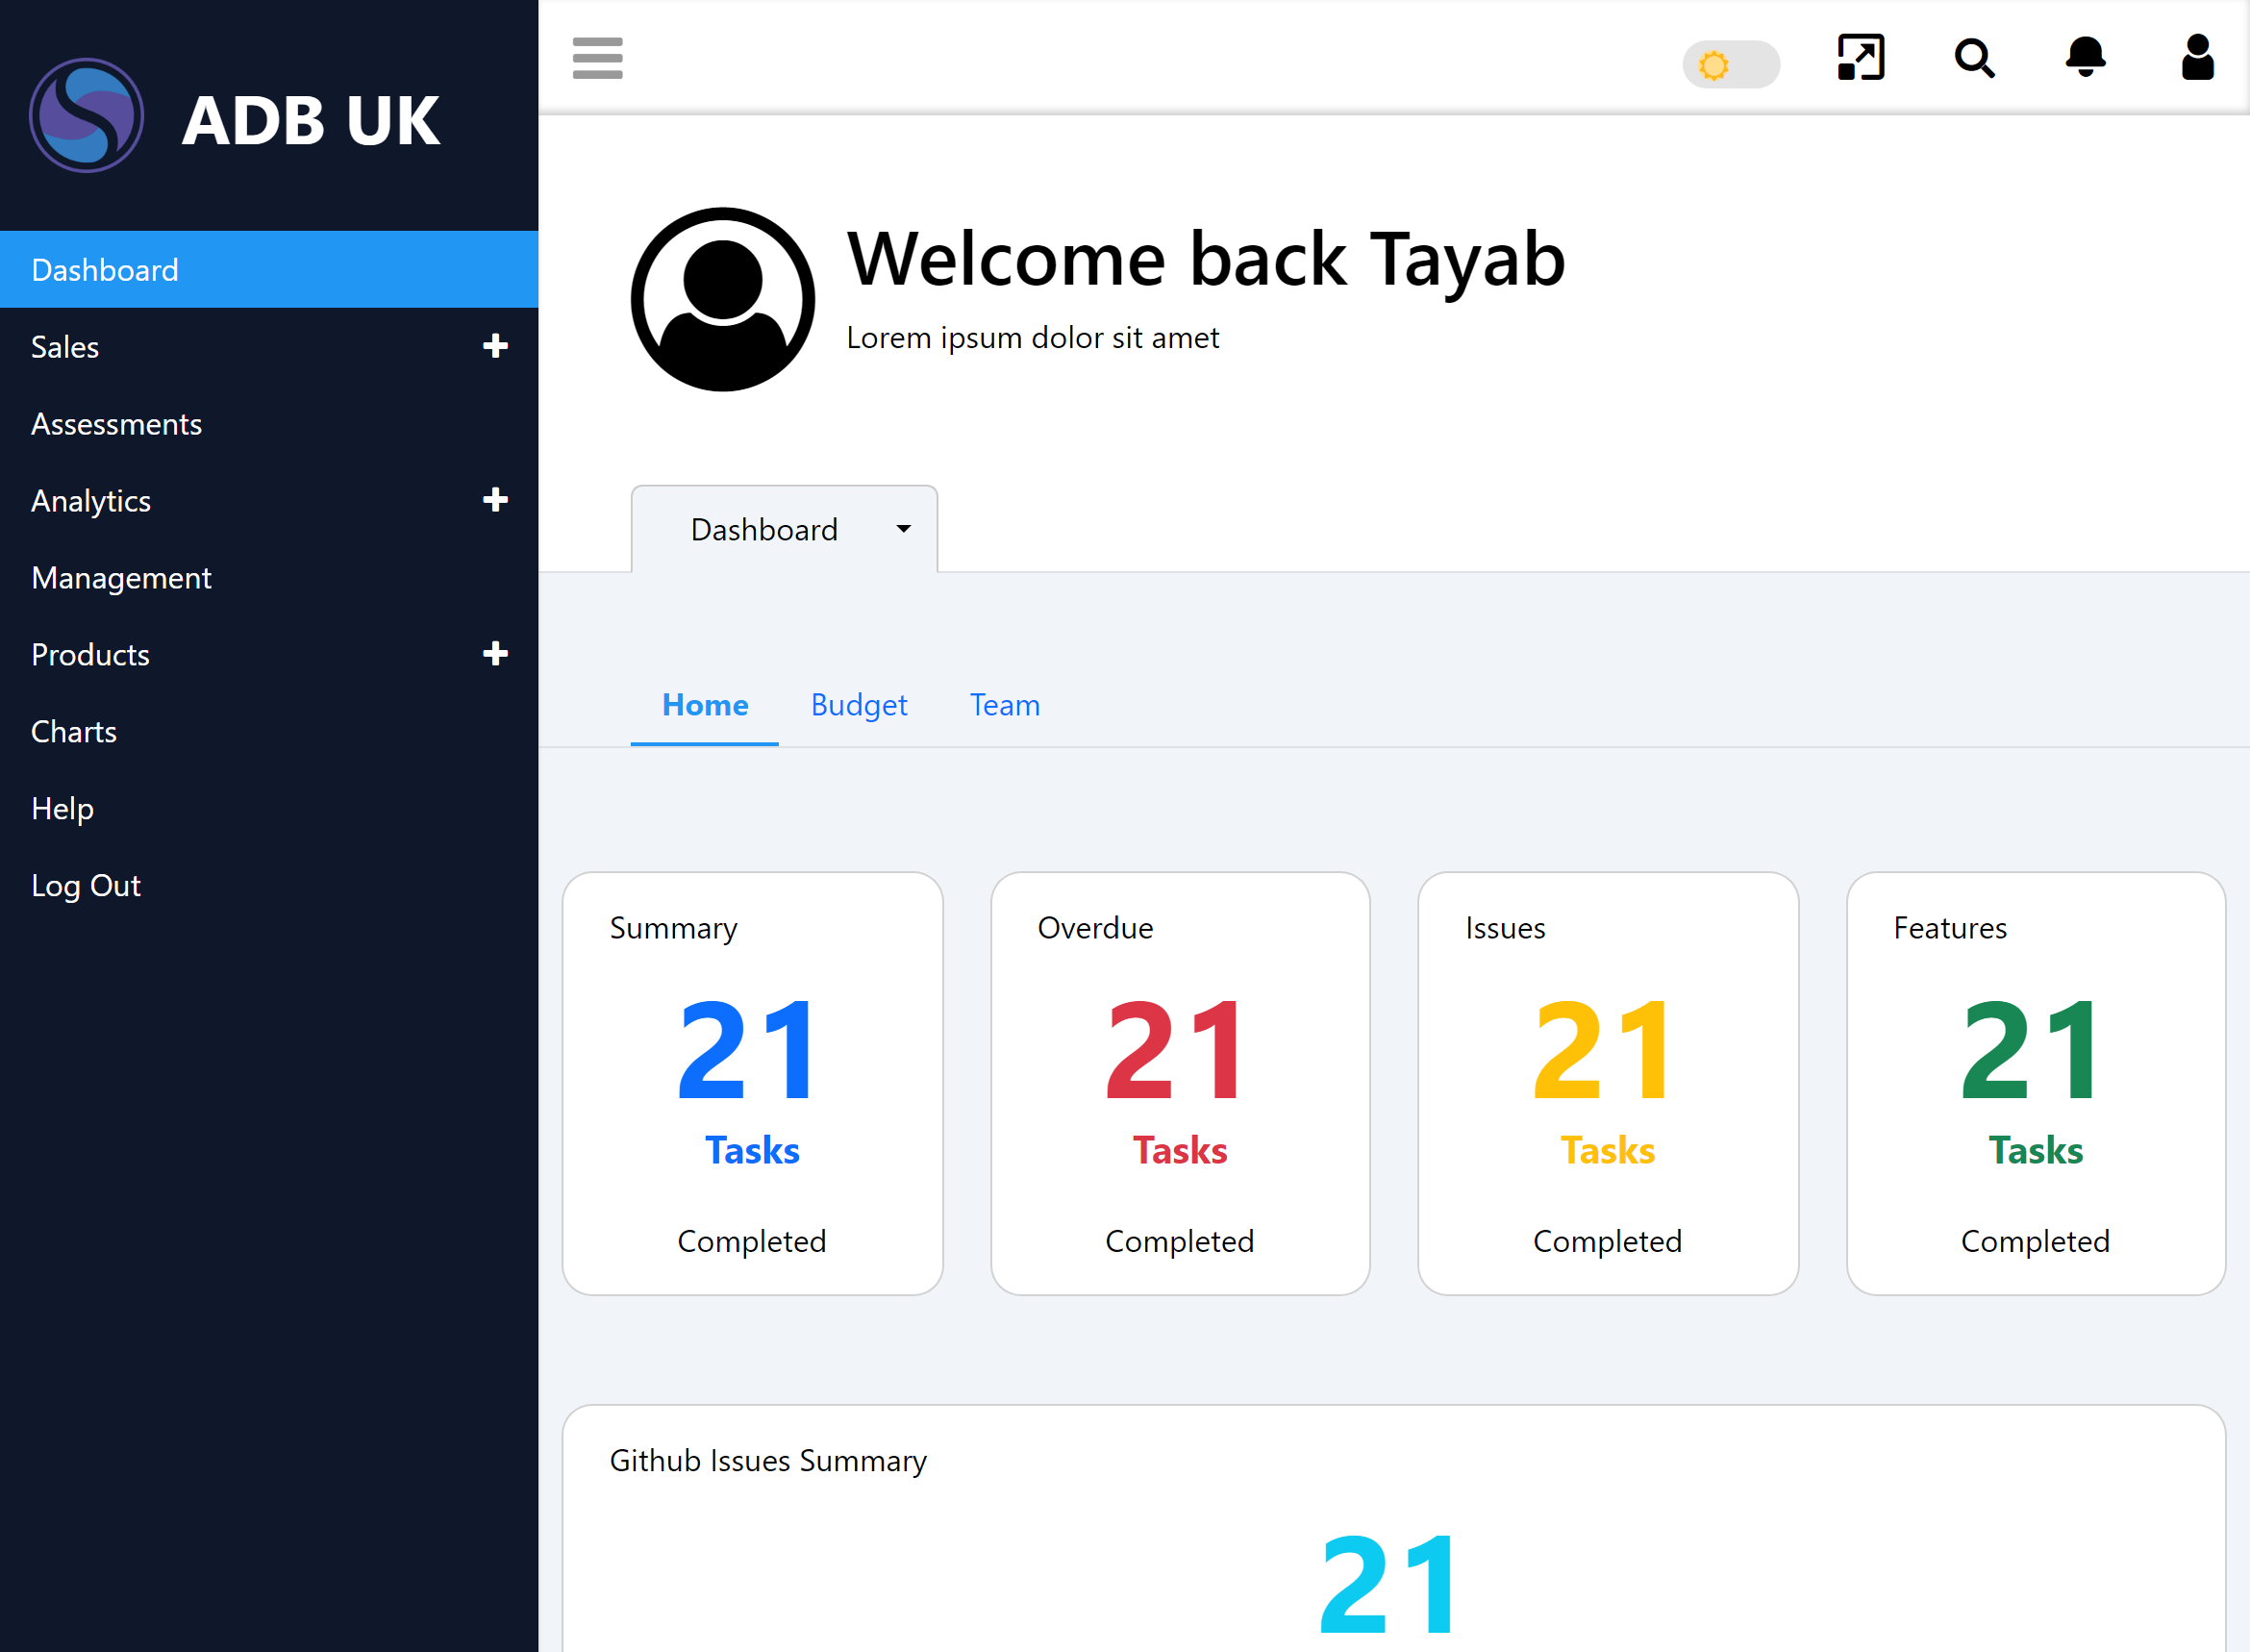 ADB UK
Dashboard
Sales
Assessments
Analytics
Management
Products
Charts
Help
Log Out
Welcome back Tayab
Lorem ipsum dolor sit amet
Dashboard
Home Budget Team
Summary
21
Tasks
Completed
Overdue
21
Tasks
Completed
Issues
21
Tasks
Completed
Features
21
Tasks
Completed
Github Issues Summary
21